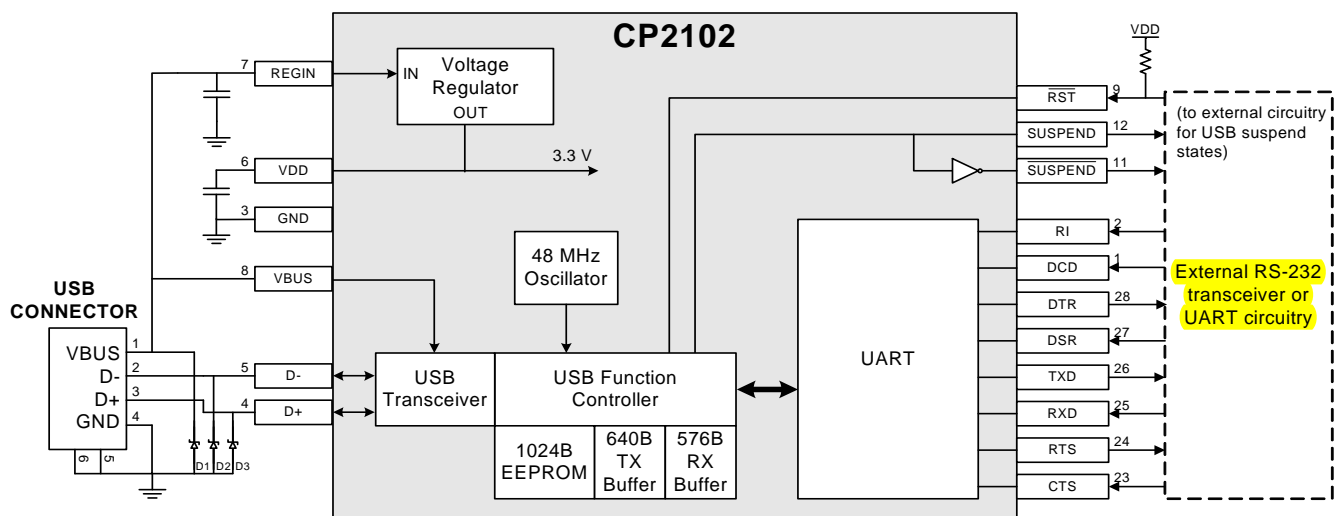 CP2102
7
REGIN
IN
Voltage
Regulator
OUT
6
VDD
3.3 V
3
GND
48 MHz
Oscillator
8
VBUS
USB
CONNECTOR
VBUS
1
D-
2
D+
3
GND
4
6
5
D1
D2
D3
5
D-
4
D+
USB
Transceiver
USB Function
Controller
1024B
EEPROM
640B
TX
Buffer
576B
RX
Buffer
UART
VDD
RST
9
SUSPEND
12
SUSPEND
11
RI
2
DCD
1
DTR
28
DSR
27
TXD
26
RXD
25
RTS
24
CTS
23
(to external circuitry
for USB suspend
states)
External RS-232
transceiver or
UART circuitry